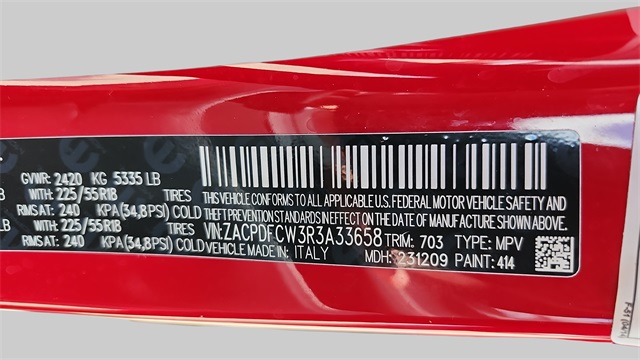 GVWR: 2420 KG 5335 LB
WITH: 225/55R18 TIRES
RIMS AT: 240 KPA(34,8PSI) COLD
WITH: 225/55R18 TIRES
RIMS AT: 240 KPA(34,8PSI) COLD
THIS VEHICLE CONFORMS TO ALL APPLICABLE U.S. FEDERAL MOTOR VEHICLE SAFETY AND
THEFT PREVENTION STANDARDS IN EFFECT ON THE DATE OF MANUFACTURE SHOWN ABOVE.
VIN: ZACPDFCW3R3A33658 TRIM: 703 TYPE: MPV
VEHICLE MADE IN: ITALY MDH: 231209 PAINT: 414